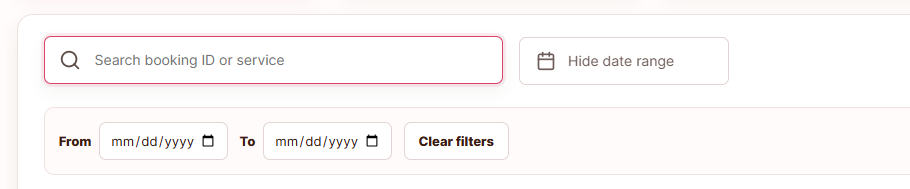 Search booking ID or service Hide date range
From mm/dd/yyyy To mm/dd/yyyy Clear filters